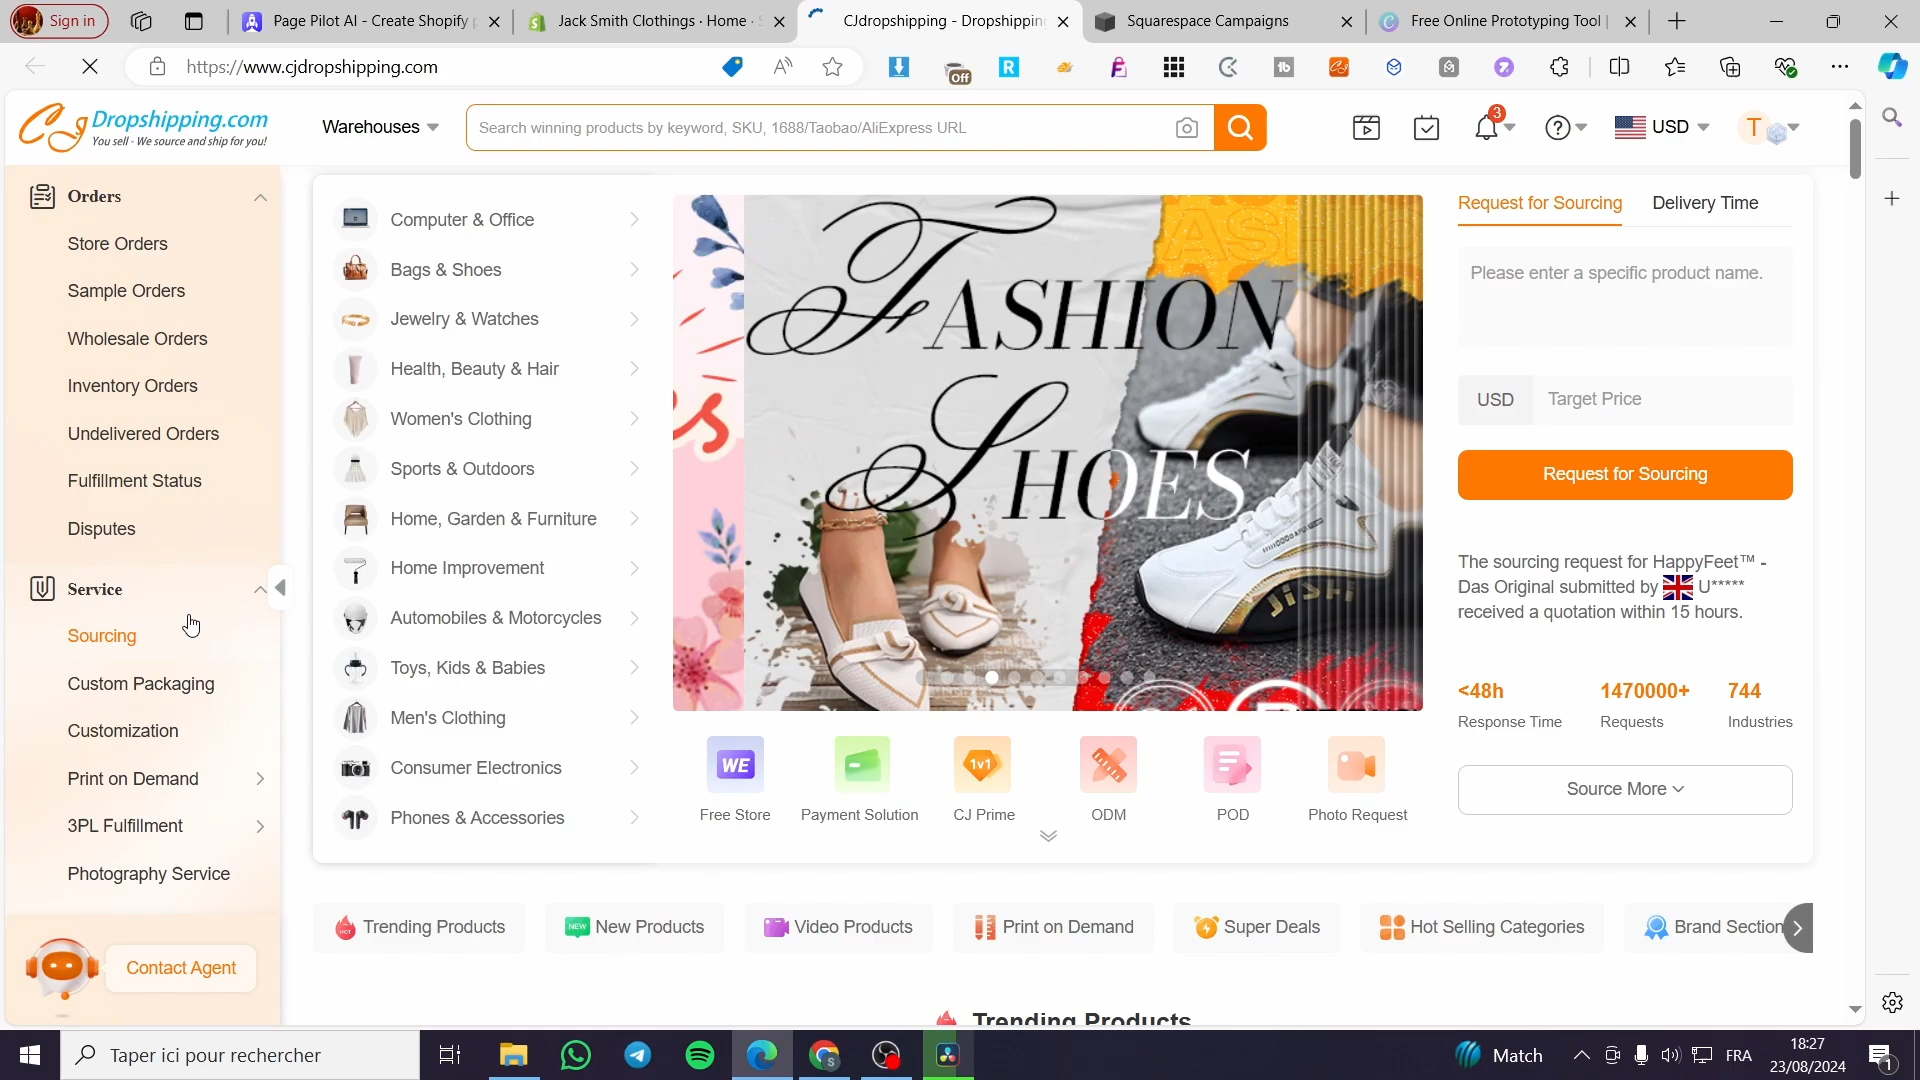 Sign in
Page Pilot AI - Create Shopify p
Jack Smith Clothings · Home · S
CJdropshipping - Dropshippin
Squarespace Campaigns
Free Online Prototyping Tool |
https://www.cjdropshipping.com
Off
CJ Dropshipping.com
You sell - We source and ship for you!
Warehouses
Search winning products by keyword, SKU, 1688/Taobao/AliExpress URL
3
USD
T
Orders
Store Orders
Sample Orders
Wholesale Orders
Inventory Orders
Undelivered Orders
Fulfillment Status
Disputes
Service
Sourcing
Custom Packaging
Customization
Print on Demand
3PL Fulfillment
Photography Service
Contact Agent
Computer & Office
Bags & Shoes
Jewelry & Watches
Health, Beauty & Hair
Women's Clothing
Sports & Outdoors
Home, Garden & Furniture
Home Improvement
Automobiles & Motorcycles
Toys, Kids & Babies
Men's Clothing
Consumer Electronics
Phones & Accessories
FASHION
SHOES
JiSHi
WE
1v1
Free Store
Payment Solution
CJ Prime
ODM
POD
Photo Request
Request for Sourcing
Delivery Time
Please enter a specific product name.
USD
Target Price
Request for Sourcing
The sourcing request for HappyFeet™ -
Das Original submitted by U*****
received a quotation within 15 hours.
<48h
1470000+
744
Response Time
Requests
Industries
Source More
HOT
Trending Products
NEW
New Products
Video Products
Print on Demand
Super Deals
Hot Selling Categories
Brand Section
Trending Products
Taper ici pour rechercher
Match
FRA
18:27
23/08/2024
1